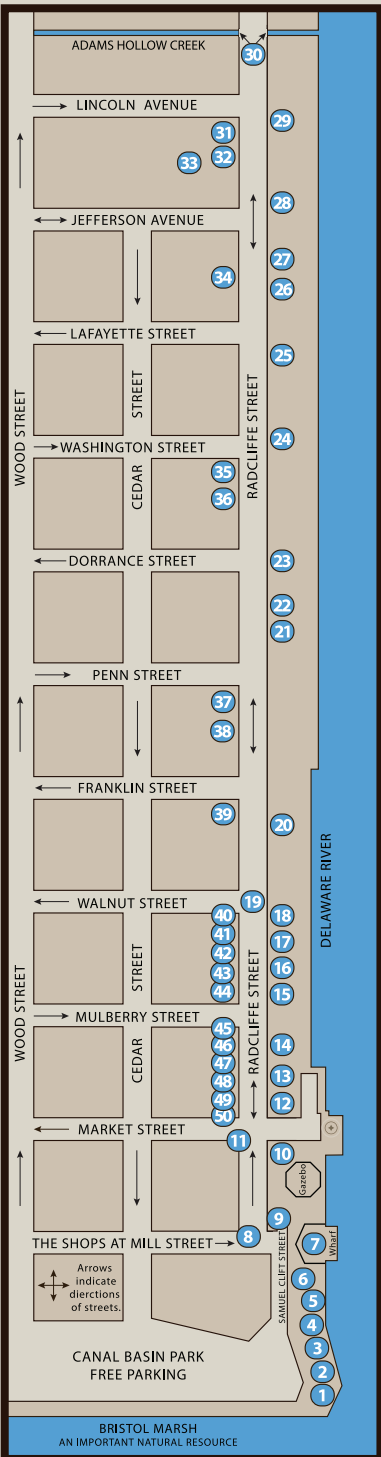 ADAMS HOLLOW CREEK
30
LINCOLN AVENUE
29
31
32
33
28
JEFFERSON AVENUE
27
34
26
LAFAYETTE STREET
25
WOOD STREET
STREET
CEDAR
RADCLIFFE STREET
24
WASHINGTON STREET
35
36
DORRANCE STREET
23
22
21
PENN STREET
37
38
FRANKLIN STREET
39
20
DELAWARE RIVER
WALNUT STREET
19
40
18
41
17
42
16
43
44
15
WOOD STREET
STREET
CEDAR
RADCLIFFE STREET
MULBERRY STREET
45
46
14
47
13
48
49
12
50
MARKET STREET
11
10
Gazebo
9
THE SHOPS AT MILL STREET
8
7
Wharf
SAMUEL CLIFT STREET
6
5
4
3
2
1
Arrows
indicate
dierctions
of streets.
CANAL BASIN PARK
FREE PARKING
BRISTOL MARSH
AN IMPORTANT NATURAL RESOURCE